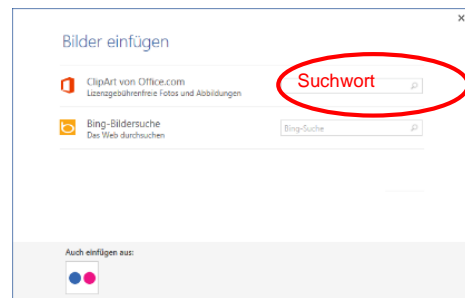 Bilder einfügen
ClipArt von Office.com
Lizenzgebührenfreie Fotos und Abbildungen
Suchwort
Bing-Bildersuche
Das Web durchsuchen
Bing-Suche
Auch einfügen aus: